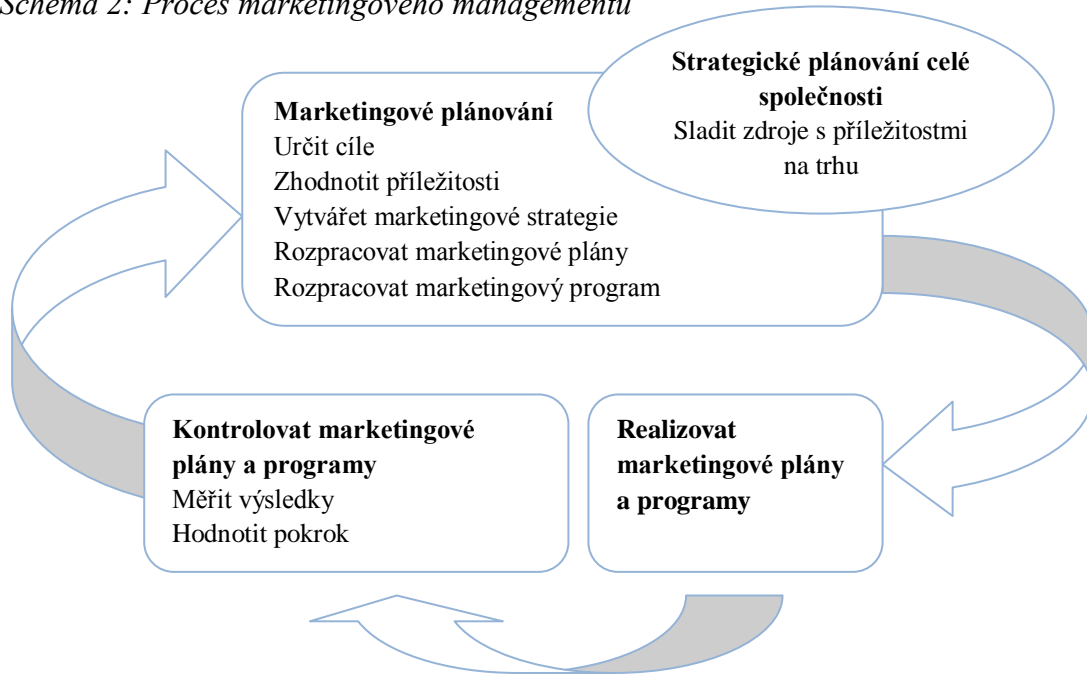 Schéma 2: Proces marketingového managementu
Strategické plánování celé
společnosti
Sladit zdroje s příležitostmi
na trhu
Marketingové plánování
Určit cíle
Zhodnotit příležitosti
Vytvářet marketingové strategie
Rozpracovat marketingové plány
Rozpracovat marketingový program
Kontrolovat marketingové
plány a programy
Měřit výsledky
Hodnotit pokrok
Realizovat
marketingové plány
a programy